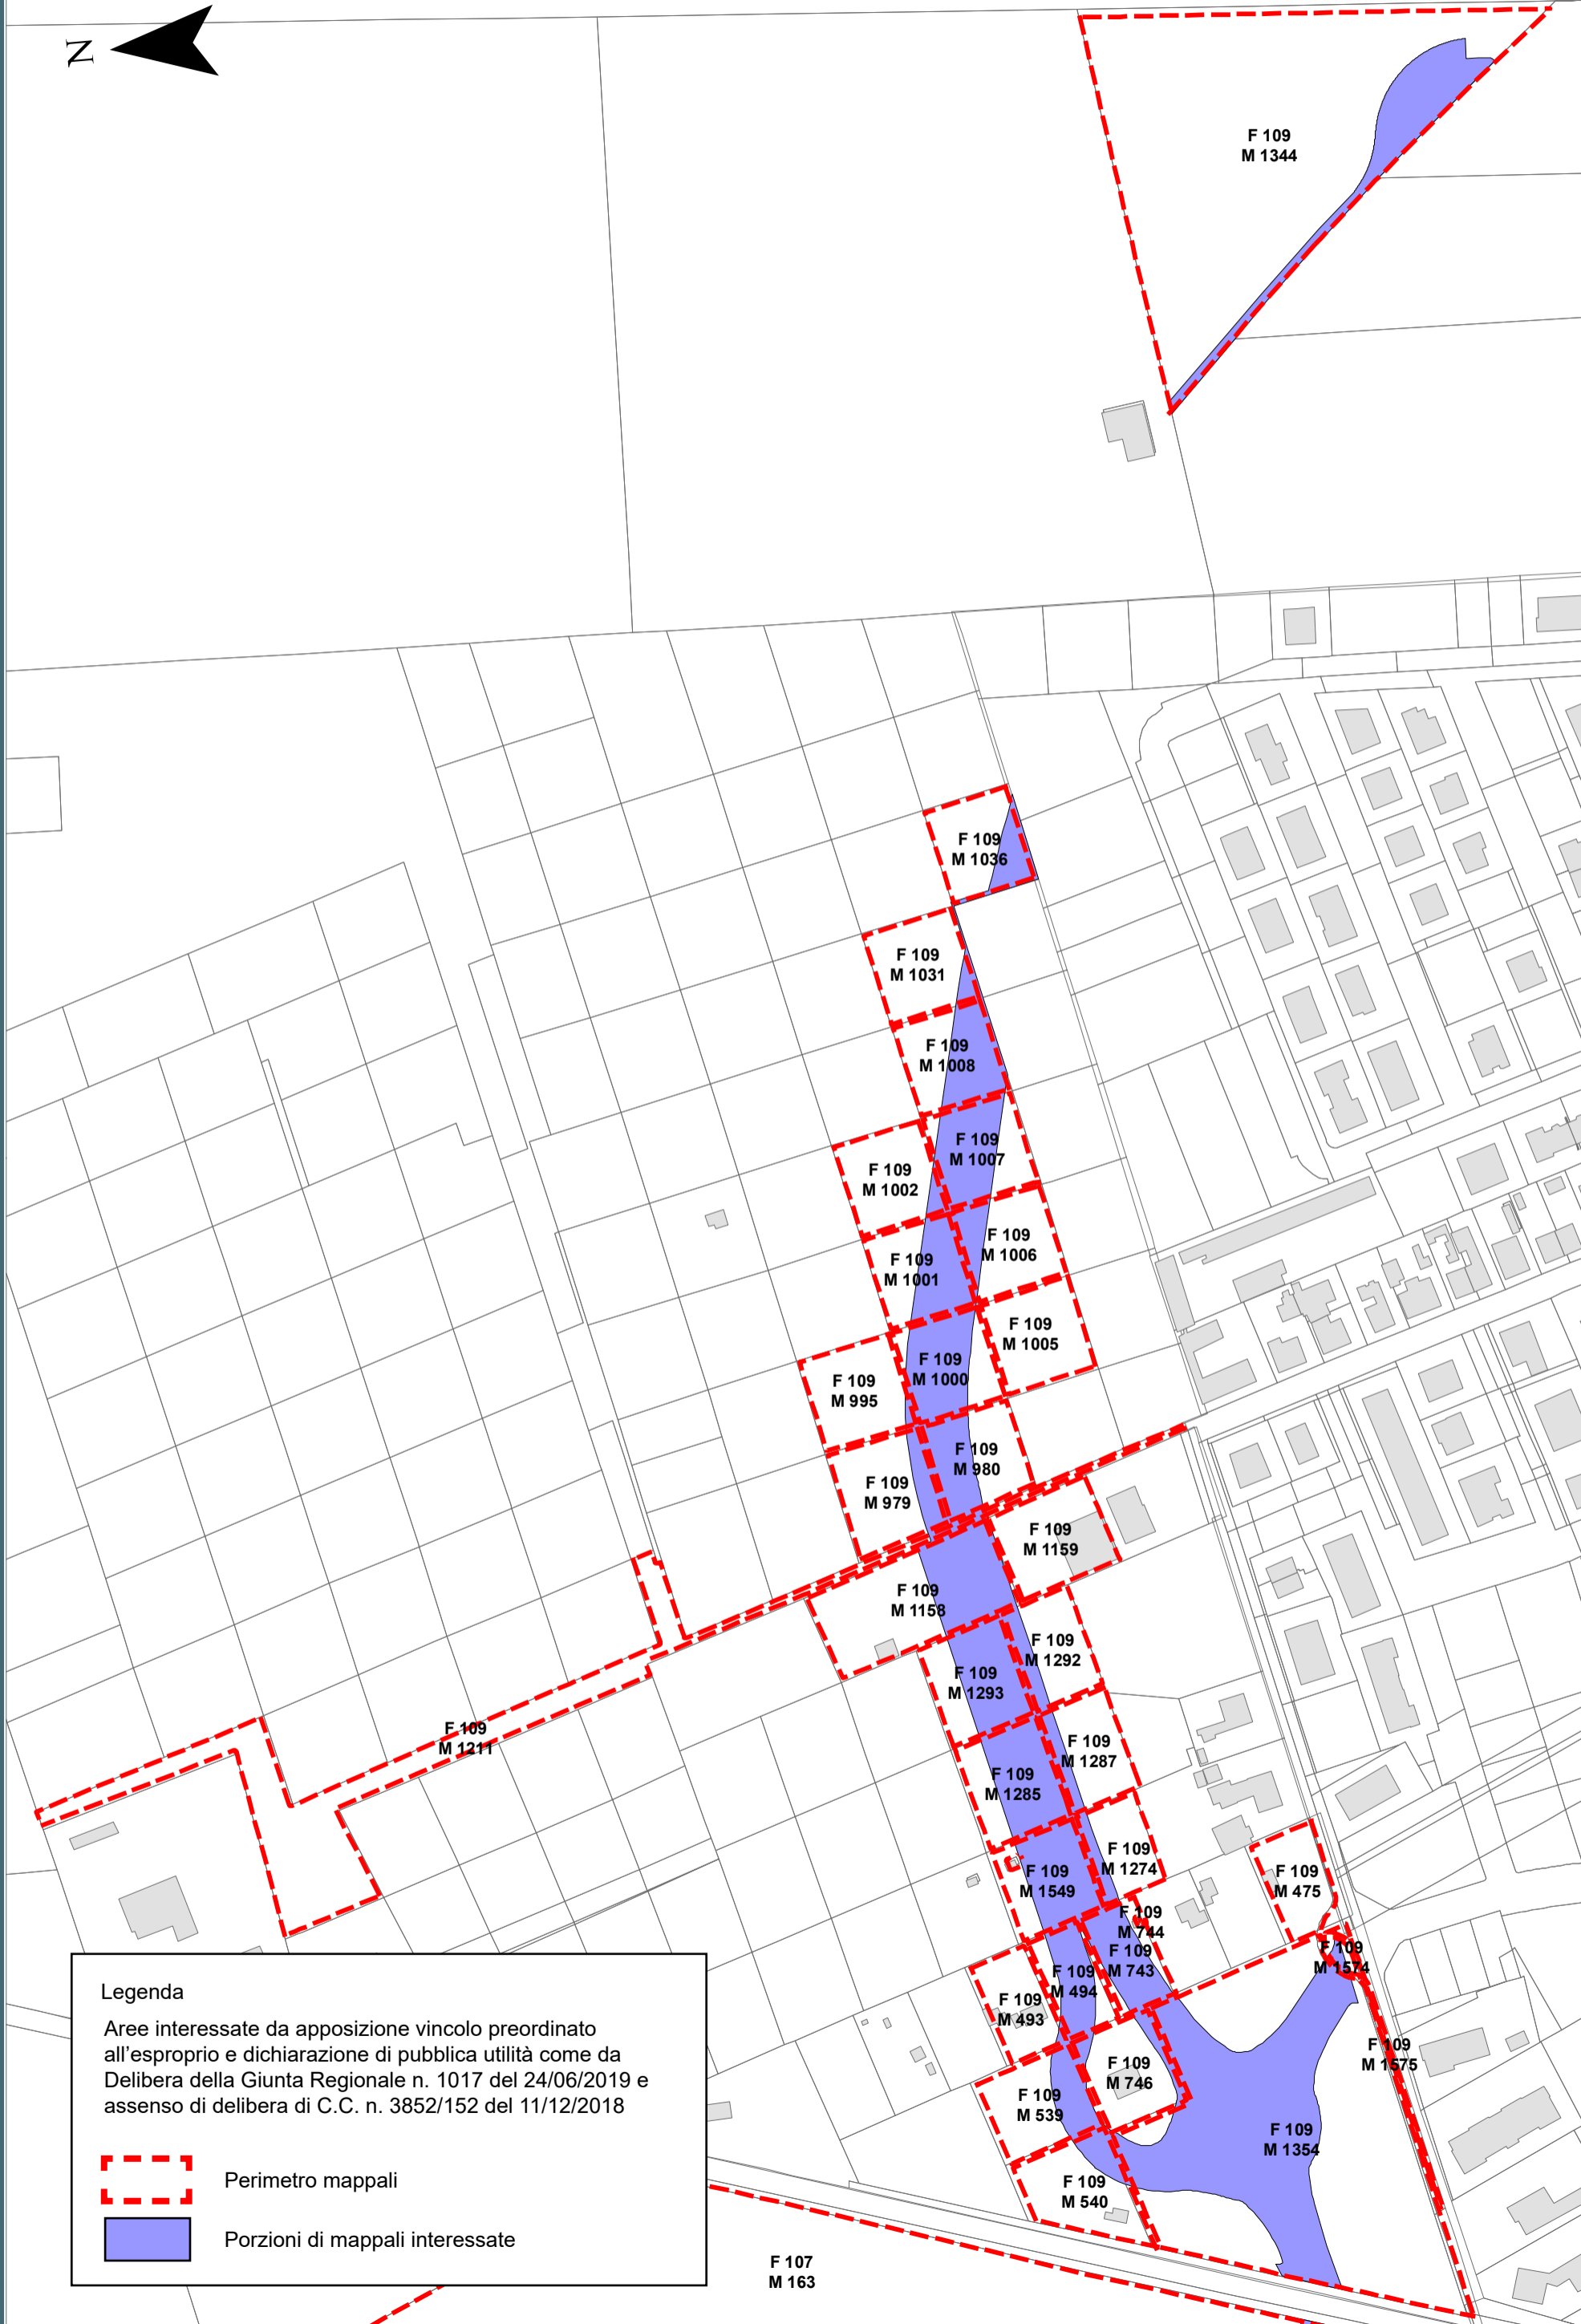 N
F 109
M 1344
F 109
M 1036
F 109
M 1031
F 109
M 1008
F 109
M 1007
F 109
M 1002
F 109
M 1006
F 109
M 1001
F 109
M 1005
F 109
M 1000
F 109
M 995
F 109
M 980
F 109
M 979
F 109
M 1159
F 109
M 1158
F 109
M 1292
F 109
M 1293
F 109
M 1211
F 109
M 1287
F 109
M 1285
F 109
M 1274
F 109
M 1549
F 109
M 475
F 109
M 744
F 109
M 743
F 109
M 1574
F 109
M 494
F 109
M 493
F 109
M 1575
F 109
M 746
F 109
M 539
F 109
M 1354
F 109
M 540
F 107
M 163
Legenda
Aree interessate da apposizione vincolo preordinato
all'esproprio e dichiarazione di pubblica utilità come da
Delibera della Giunta Regionale n. 1017 del 24/06/2019 e
assenso di delibera di C.C. n. 3852/152 del 11/12/2018
Perimetro mappali
Porzioni di mappali interessate